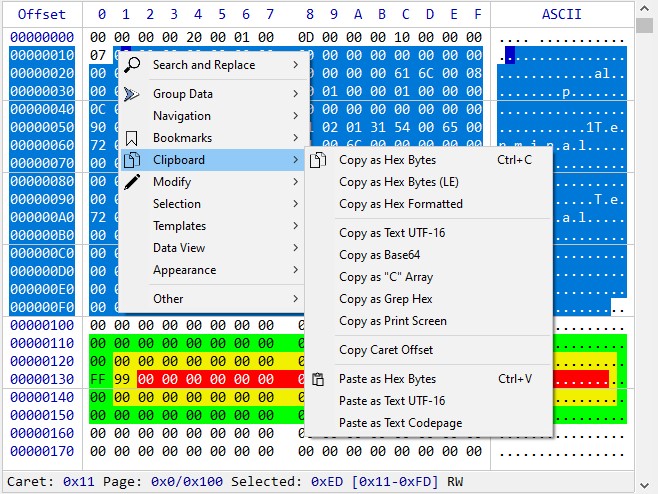 Offset 0 1 2 3 4 5 6 7 8 9 A B C D E F ASCII
00000000 00 00 00 00 20 00 01 00 0D 00 00 00 10 00 00 00
00000010 07
00000020 00 00 00 00 61 6C 00 08 al
00000030 00 p
00000040 0C
00000050 90 02 01 31 54 00 65 00 1T.e
00000060 72
00000070 00
00000080 00
00000090 90 T.e
000000A0 72
000000B0 00
000000C0 00
000000D0 00
000000E0 00
000000F0 00
00000100 00 00 00 00 00 00 00 00
00000110 00 00 00 00 00 00 00 00
00000120 00 00 00 00 00 00 00 00
00000130 FF 99 00 00 00 00 00 00
00000140 00 00 00 00 00 00 00 00
00000150 00 00 00 00 00 00 00 00
00000160 00 00 00 00 00 00 00 00
00000170 00 00 00 00 00 00 00 00
Search and Replace
Group Data
Navigation
Bookmarks
Clipboard
Modify
Selection
Templates
Data View
Appearance
Other
Copy as Hex Bytes Ctrl+C
Copy as Hex Bytes (LE)
Copy as Hex Formatted
Copy as Text UTF-16
Copy as Base64
Copy as "C" Array
Copy as Grep Hex
Copy as Print Screen
Copy Caret Offset
Paste as Hex Bytes Ctrl+V
Paste as Text UTF-16
Paste as Text Codepage
Caret: 0x11 Page: 0x0/0x100 Selected: 0xED [0x11-0xFD] RW